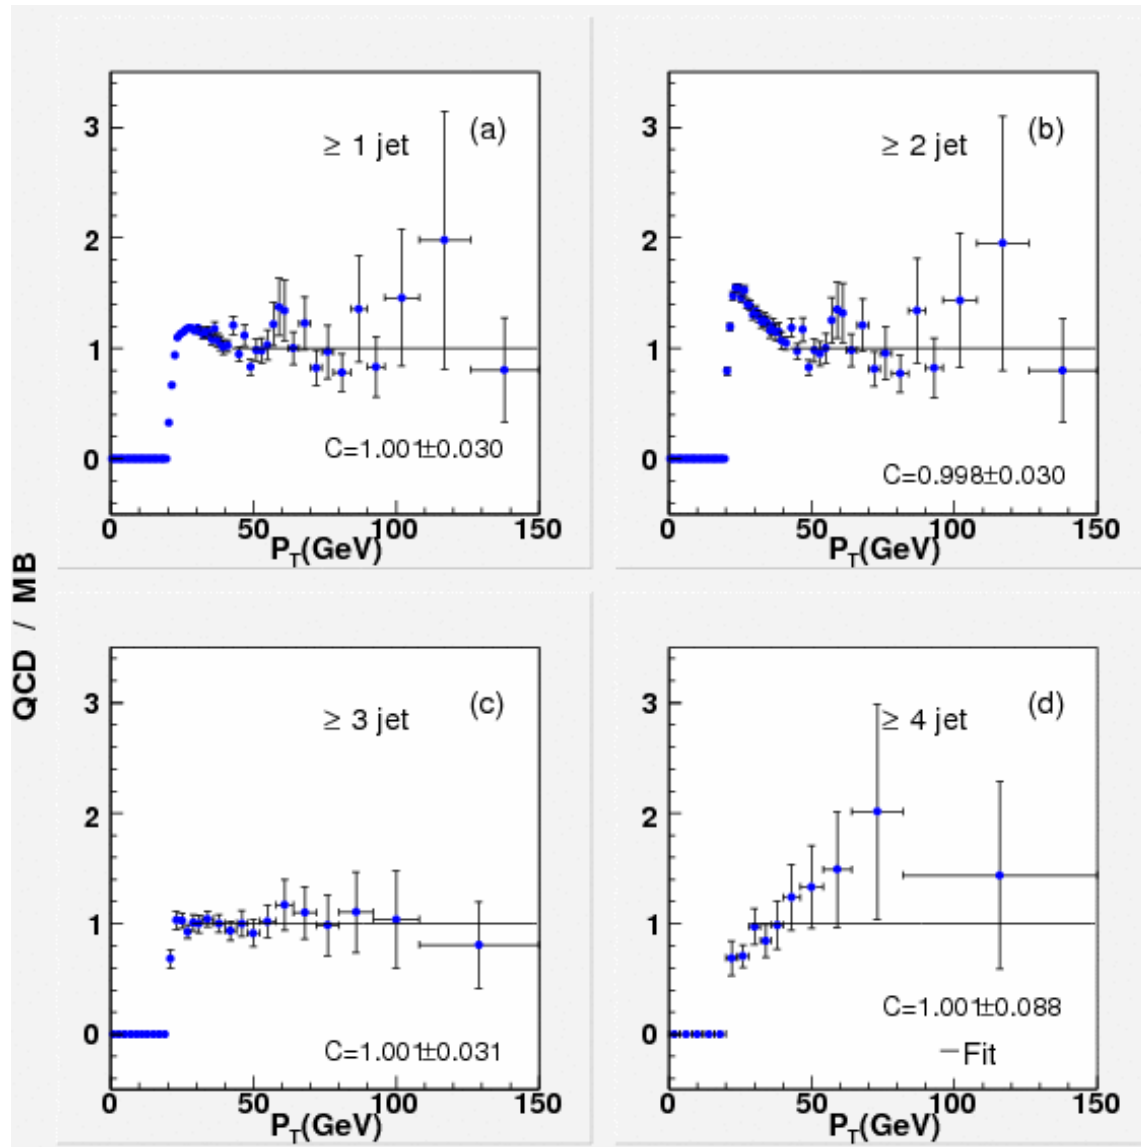 QCD / MB
(a)
≥ 1 jet
3
2
1
0
C=1.001±0.030
0 50 100 150
P_T(GeV)
(b)
≥ 2 jet
3
2
1
0
C=0.998±0.030
0 50 100 150
P_T(GeV)
(c)
≥ 3 jet
3
2
1
0
C=1.001±0.031
0 50 100 150
P_T(GeV)
(d)
≥ 4 jet
3
2
1
0
C=1.001±0.088
—Fit
0 50 100 150
P_T(GeV)